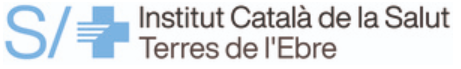 S/
Institut Català de la Salut
Terres de l'Ebre